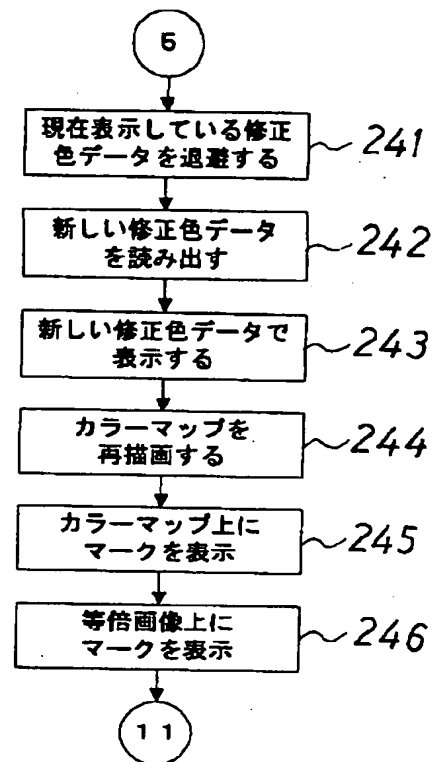 5
現在表示している修正
色データを退避する
241
新しい修正色データ
を読み出す
242
新しい修正色データで
表示する
243
カラーマップを
再描画する
244
カラーマップ上に
マークを表示
245
等倍画像上に
マークを表示
246
11